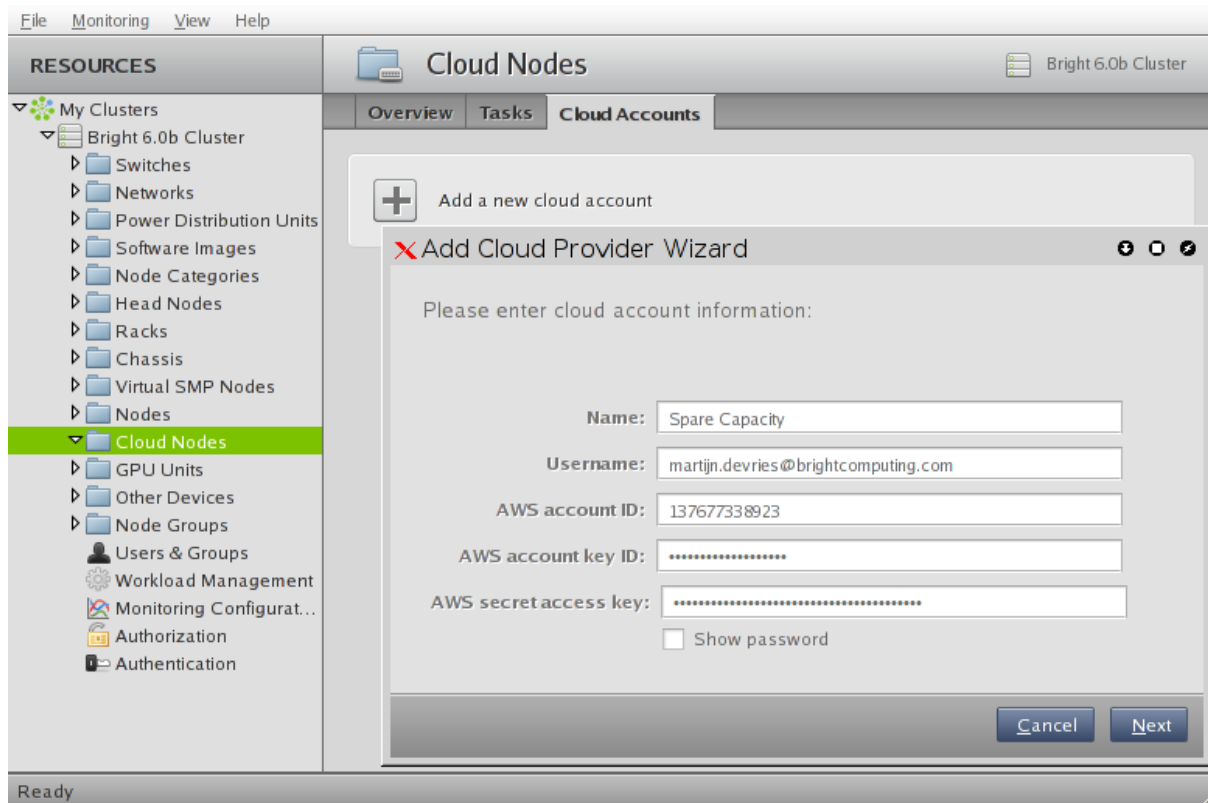 File Monitoring View Help
RESOURCES
My Clusters
Bright 6.0b Cluster
Switches
Networks
Power Distribution Units
Software Images
Node Categories
Head Nodes
Racks
Chassis
Virtual SMP Nodes
Nodes
Cloud Nodes
GPU Units
Other Devices
Node Groups
Users & Groups
Workload Management
Monitoring Configurat...
Authorization
Authentication
Cloud Nodes
Bright 6.0b Cluster
Overview Tasks Cloud Accounts
Add a new cloud account
Add Cloud Provider Wizard
Please enter cloud account information:
Name: Spare Capacity
Username: martijn.devries@brightcomputing.com
AWS account ID: 137677338923
AWS account key ID: •••••••••••••••••••
AWS secret access key: ••••••••••••••••••••••••••••••••••••••••
Show password
Cancel Next
Ready